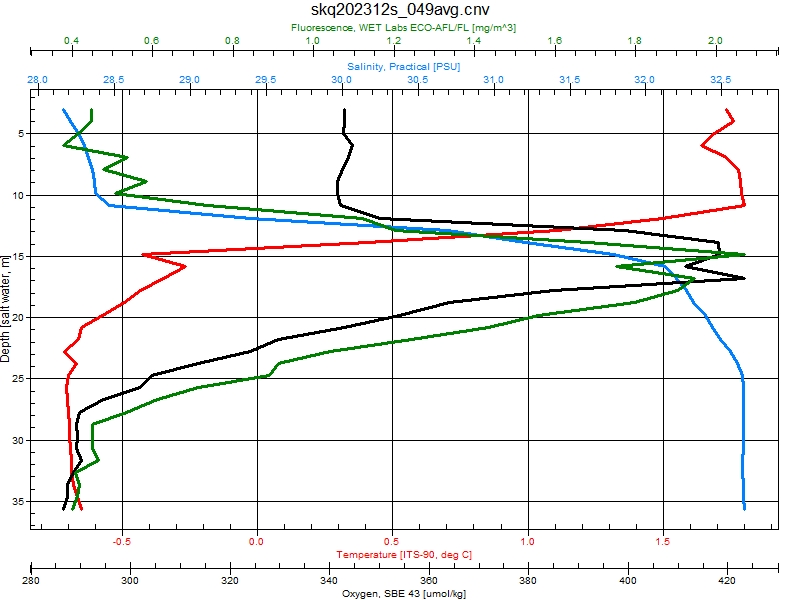 skq202312s_049avg.cnv
Fluorescence, WET Labs ECO-AFL/FL [mg/m^3]
0.4 0.6 0.8 1.0 1.2 1.4 1.6 1.8 2.0
Salinity, Practical [PSU]
28.0 28.5 29.0 29.5 30.0 30.5 31.0 31.5 32.0 32.5
Depth [salt water, m]
5
10
15
20
25
30
35
-0.5 0.0 0.5 1.0 1.5
Temperature [ITS-90, deg C]
280 300 320 340 360 380 400 420
Oxygen, SBE 43 [umol/kg]